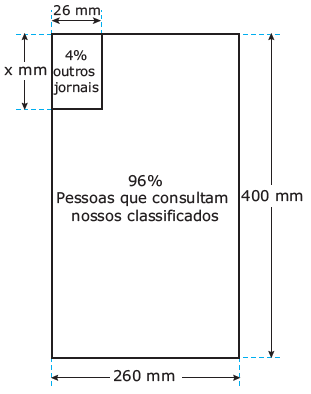 26 mm
x mm
4%
outros
jornais
96%
Pessoas que consultam
nossos classificados
400 mm
260 mm